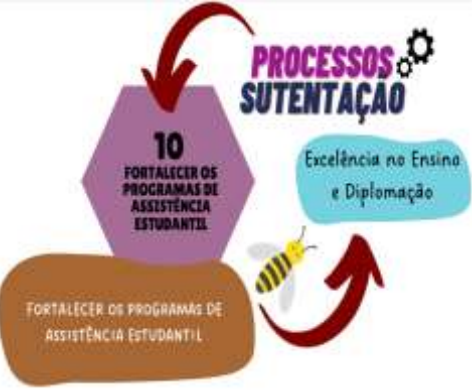 PROCESSOS
SUTENTAÇÃO
10
FORTALECER OS
PROGRAMAS DE
ASSISTÊNCIA
ESTUDANTIL
Excelência no Ensino
e Diplomação
FORTALECER OS PROGRAMAS DE
ASSISTÊNCIA ESTUDANTIL